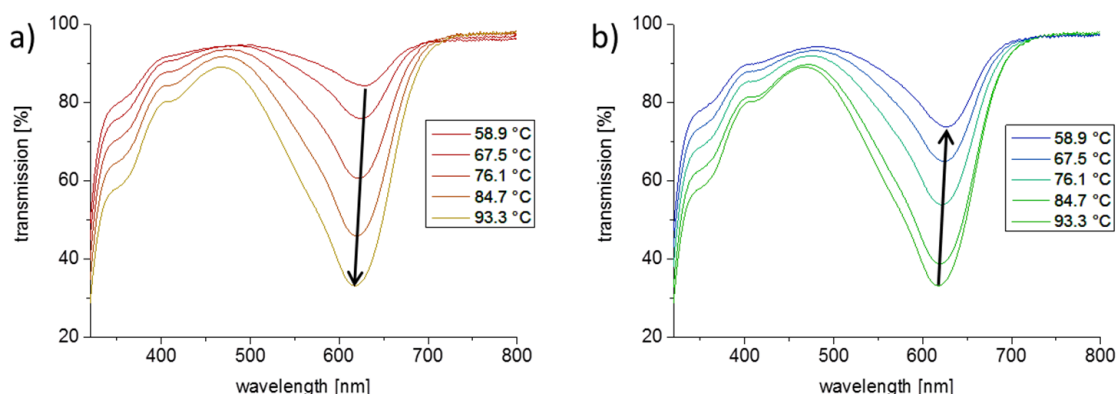 a)
transmission [%]
100
80
60
40
20
58.9 °C
67.5 °C
76.1 °C
84.7 °C
93.3 °C
400
500
600
700
800
wavelength [nm]
b)
transmission [%]
100
80
60
40
20
58.9 °C
67.5 °C
76.1 °C
84.7 °C
93.3 °C
400
500
600
700
800
wavelength [nm]